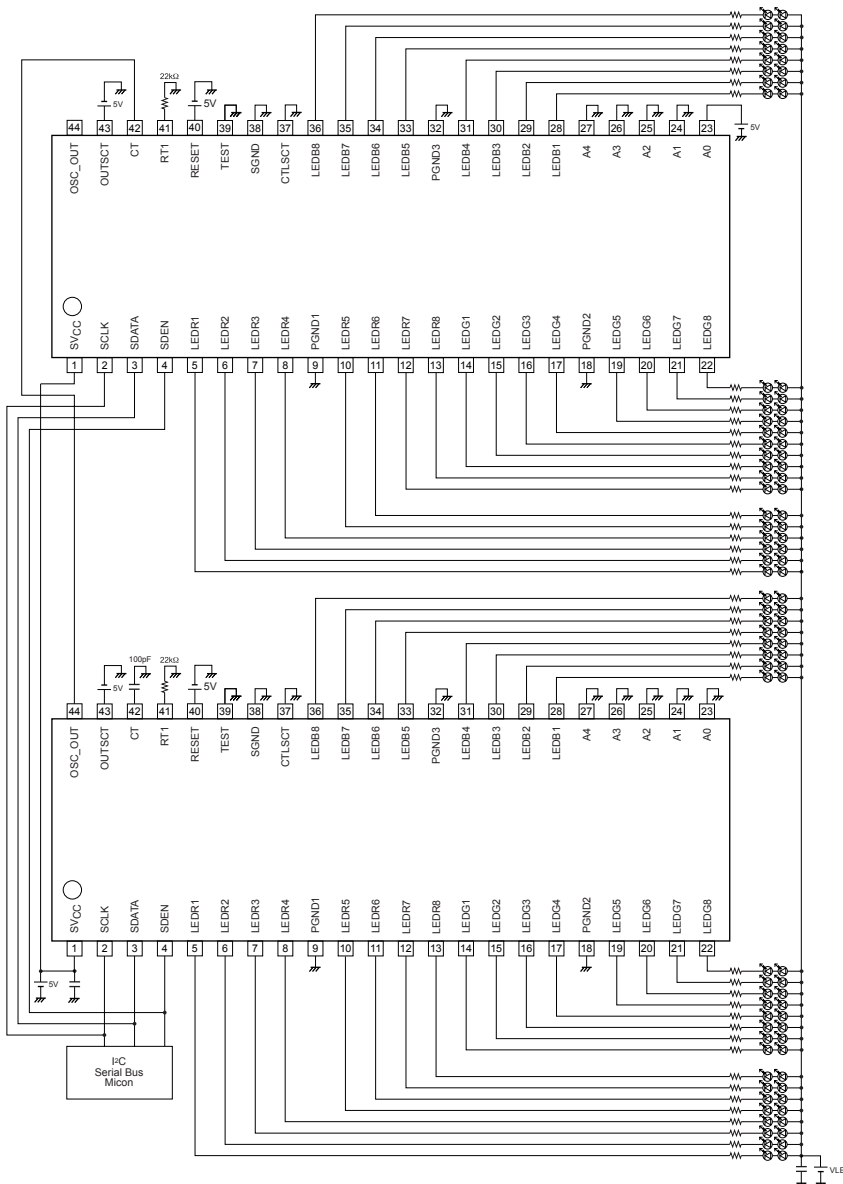 22kΩ
5V 5V
44 43 42 41 40 39 38 37 36 35 34 33 32 31 30 29 28 27 26 25 24 23 5V
OSC_OUT OUTSCT CT RT1 RESET TEST SGND CTLSCT LEDB8 LEDB7 LEDB6 LEDB5 PGND3 LEDB4 LEDB3 LEDB2 LEDB1 A4 A3 A2 A1 A0
SVCC SCLK SDATA SDEN LEDR1 LEDR2 LEDR3 LEDR4 PGND1 LEDR5 LEDR6 LEDR7 LEDR8 LEDG1 LEDG2 LEDG3 LEDG4 PGND2 LEDG5 LEDG6 LEDG7 LEDG8
1 2 3 4 5 6 7 8 9 10 11 12 13 14 15 16 17 18 19 20 21 22
100pF 22kΩ
5V 5V
44 43 42 41 40 39 38 37 36 35 34 33 32 31 30 29 28 27 26 25 24 23
OSC_OUT OUTSCT CT RT1 RESET TEST SGND CTLSCT LEDB8 LEDB7 LEDB6 LEDB5 PGND3 LEDB4 LEDB3 LEDB2 LEDB1 A4 A3 A2 A1 A0
SVCC SCLK SDATA SDEN LEDR1 LEDR2 LEDR3 LEDR4 PGND1 LEDR5 LEDR6 LEDR7 LEDR8 LEDG1 LEDG2 LEDG3 LEDG4 PGND2 LEDG5 LEDG6 LEDG7 LEDG8
1 2 3 4 5 6 7 8 9 10 11 12 13 14 15 16 17 18 19 20 21 22
5V
I²C
Serial Bus
Micon